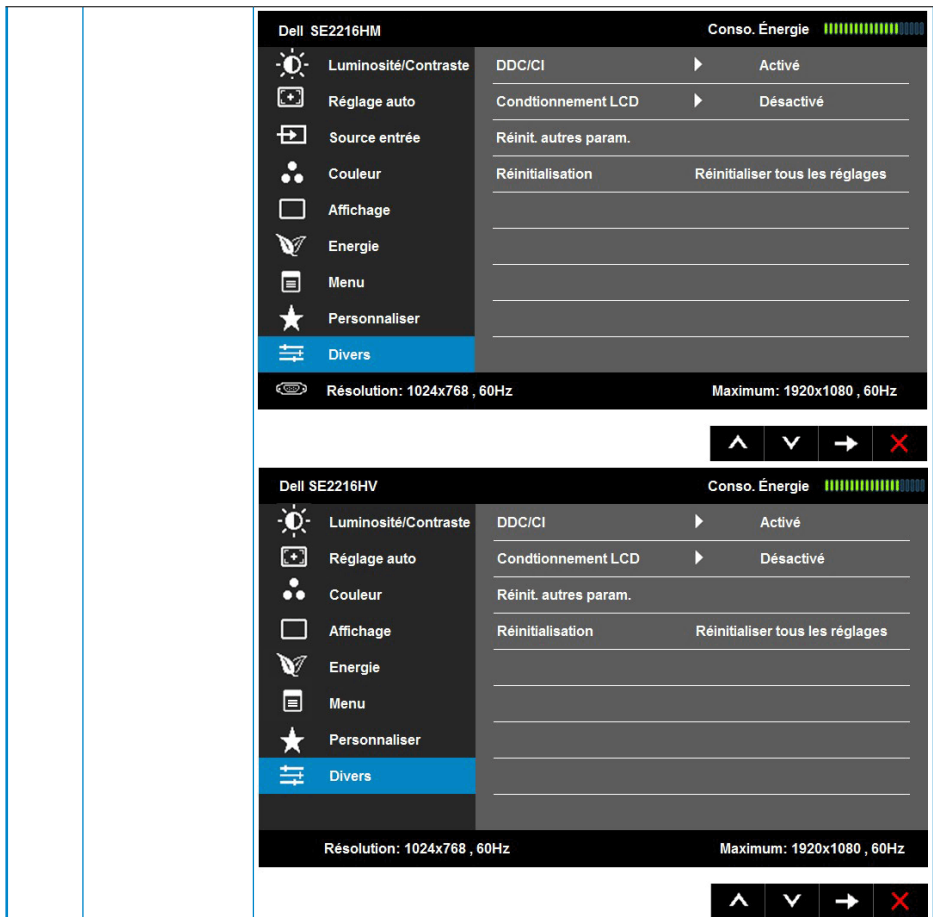 Dell SE2216HM Conso. Énergie
Luminosité/Contraste DDC/CI Activé
Réglage auto Condtionnement LCD Désactivé
Source entrée Réinit. autres param.
Couleur Réinitialisation Réinitialiser tous les réglages
Affichage
Energie
Menu
Personnaliser
Divers
Résolution: 1024x768 , 60Hz Maximum: 1920x1080 , 60Hz
Dell SE2216HV Conso. Énergie
Luminosité/Contraste DDC/CI Activé
Réglage auto Condtionnement LCD Désactivé
Couleur Réinit. autres param.
Affichage Réinitialisation Réinitialiser tous les réglages
Energie
Menu
Personnaliser
Divers
Résolution: 1024x768 , 60Hz Maximum: 1920x1080 , 60Hz